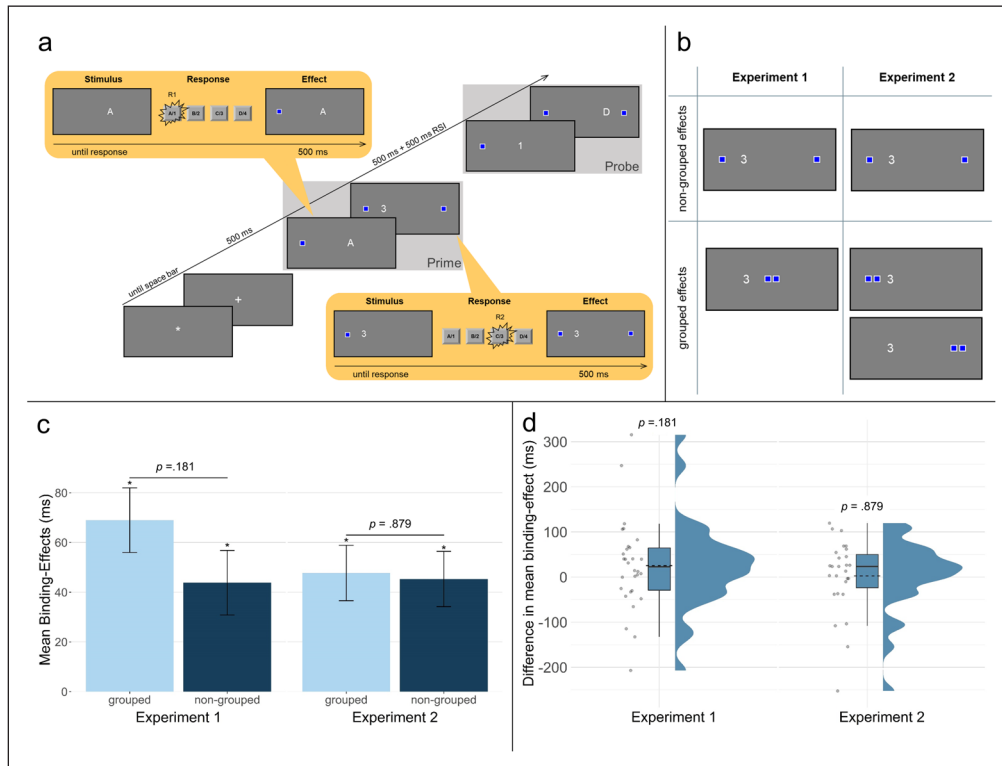 a
Stimulus Response Effect
R1
A A/1 B/2 C/3 D/4 A
until response 500 ms
500 ms + 500 ms RSI
D
1
Probe
3
A
Prime
500 ms
until space bar
+
*
Stimulus Response Effect
R2
3 A/1 B/2 C/3 D/4 3
until response 500 ms
b
Experiment 1 Experiment 2
non-grouped effects
3 3
grouped effects
3 3
3
c
Mean Binding-Effects (ms)
p =.181
p = .879
* * * *
80
60
40
20
0
grouped non-grouped grouped non-grouped
Experiment 1 Experiment 2
d
Difference in mean binding-effect (ms)
p =.181
p = .879
300
200
100
0
-100
-200
Experiment 1 Experiment 2